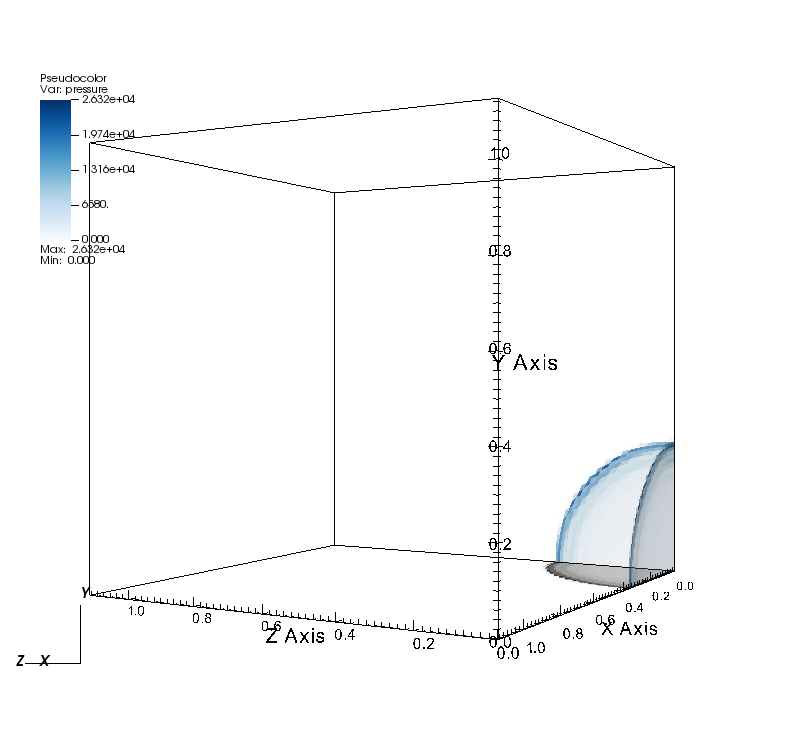 Pseudocolor
Var: pressure
2.632e+04
1.974e+04
1.316e+04
6580.
0.000
Max: 2.632e+04
Min: 0.000
1.0
0.8
0.6
Y Axis
0.4
0.2
0.0
Y
1.0
0.8
0.6
Z Axis
0.4
0.2
0.0
1.0
0.8
0.6
X Axis
0.4
0.2
0.0
Z X